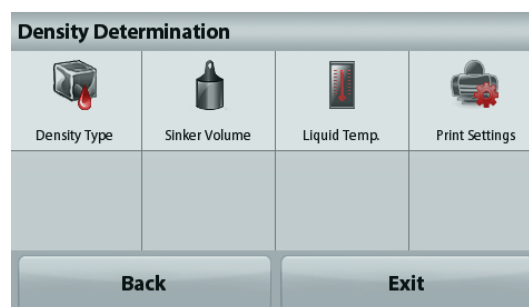 Density Determination
Density Type
Sinker Volume
Liquid Temp.
Print Settings
Back
Exit